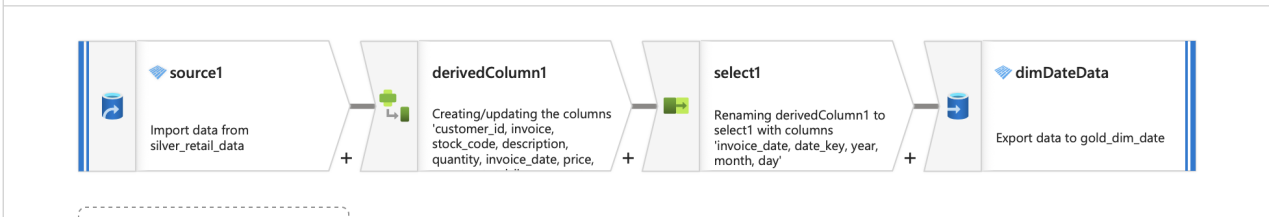 source1
Import data from
silver_retail_data
+
derivedColumn1
Creating/updating the columns
'customer_id, invoice,
stock_code, description,
quantity, invoice_date, price,
+
select1
Renaming derivedColumn1 to
select1 with columns
'invoice_date, date_key, year,
month, day'
+
dimDateData
Export data to gold_dim_date